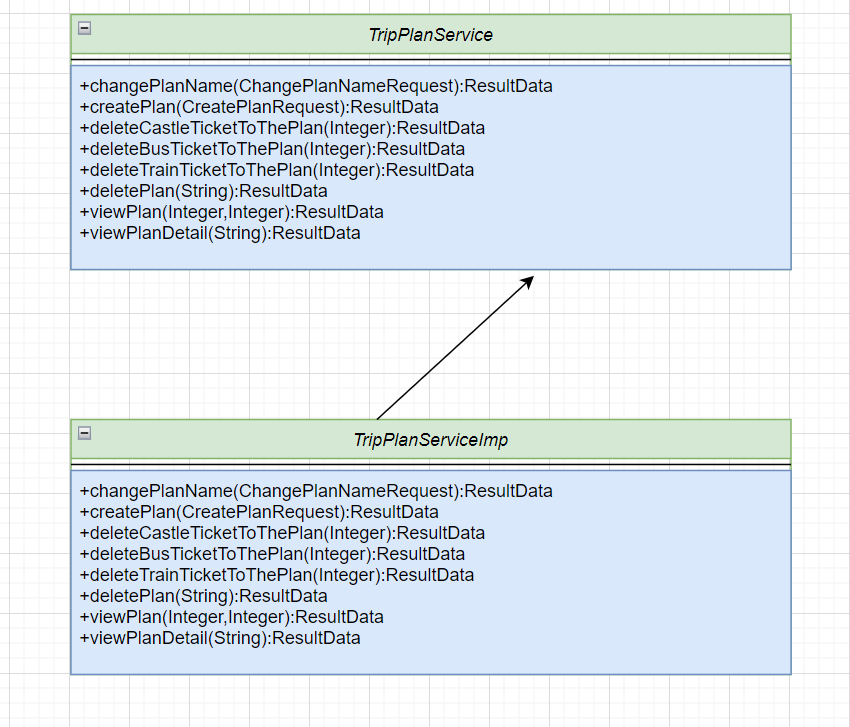 TripPlanService
+changePlanName(ChangePlanNameRequest):ResultData
+createPlan(CreatePlanRequest):ResultData
+deleteCastleTicketToThePlan(Integer):ResultData
+deleteBusTicketToThePlan(Integer):ResultData
+deleteTrainTicketToThePlan(Integer):ResultData
+deletePlan(String):ResultData
+viewPlan(Integer,Integer):ResultData
+viewPlanDetail(String):ResultData
TripPlanServiceImp
+changePlanName(ChangePlanNameRequest):ResultData
+createPlan(CreatePlanRequest):ResultData
+deleteCastleTicketToThePlan(Integer):ResultData
+deleteBusTicketToThePlan(Integer):ResultData
+deleteTrainTicketToThePlan(Integer):ResultData
+deletePlan(String):ResultData
+viewPlan(Integer,Integer):ResultData
+viewPlanDetail(String):ResultData